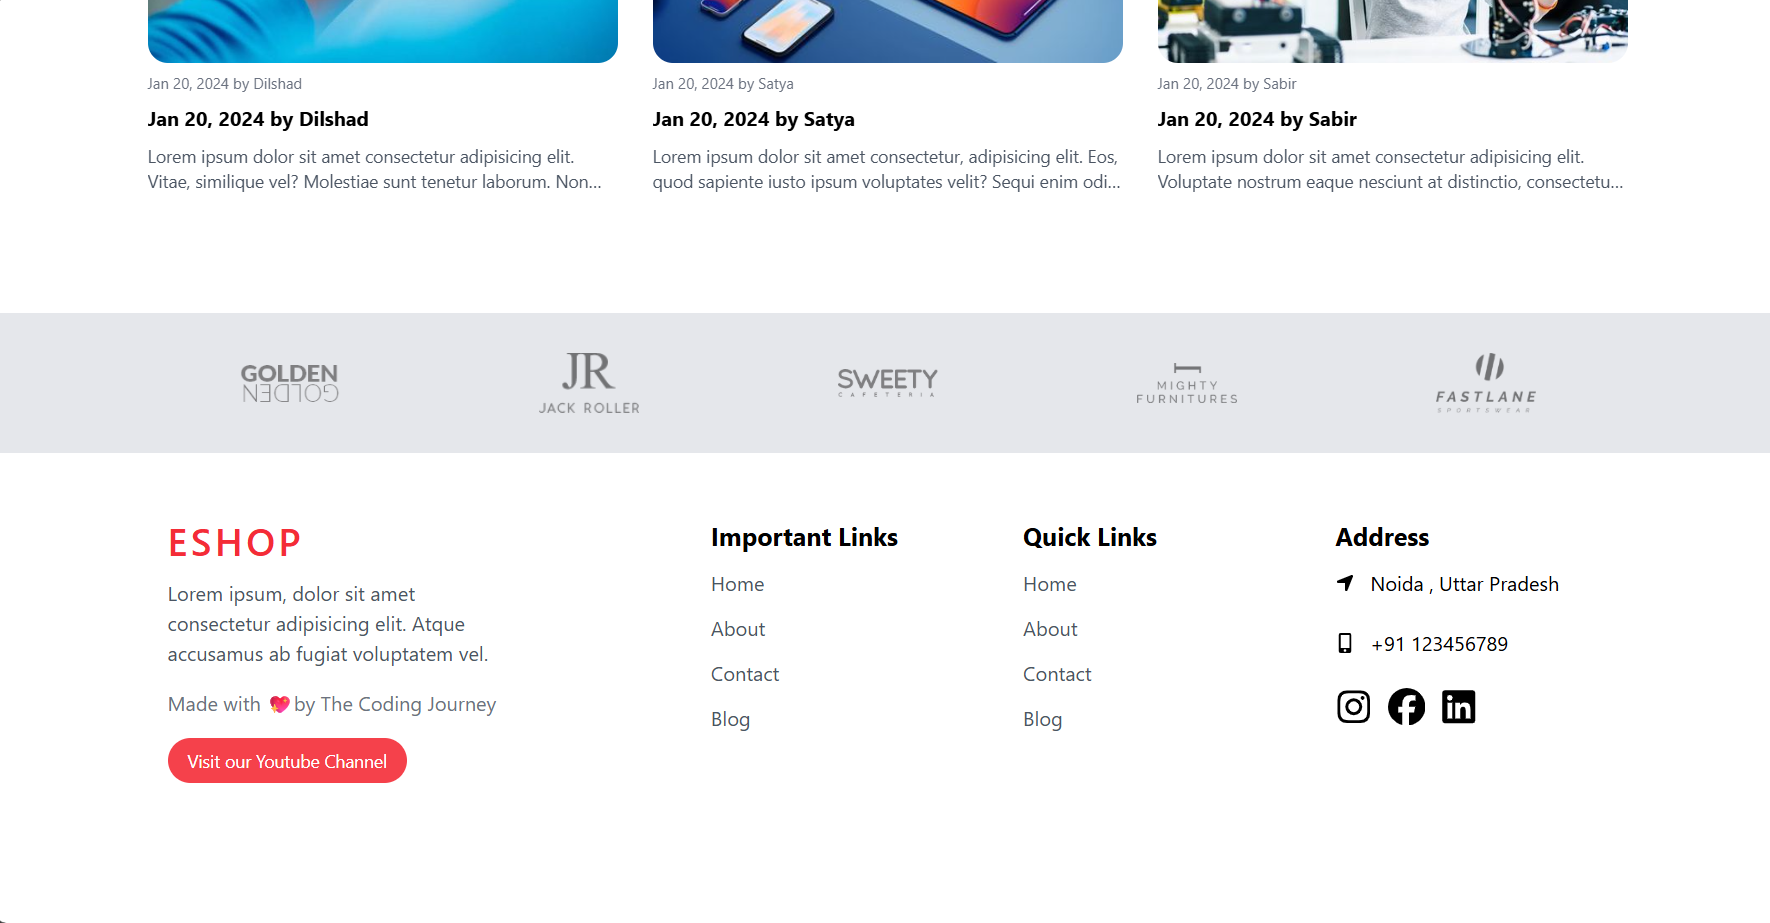 Jan 20, 2024 by Dilshad
Jan 20, 2024 by Dilshad
Lorem ipsum dolor sit amet consectetur adipisicing elit.
Vitae, similique vel? Molestiae sunt tenetur laborum. Non...
Jan 20, 2024 by Satya
Jan 20, 2024 by Satya
Lorem ipsum dolor sit amet consectetur, adipisicing elit. Eos,
quod sapiente iusto ipsum voluptates velit? Sequi enim odi...
Jan 20, 2024 by Sabir
Jan 20, 2024 by Sabir
Lorem ipsum dolor sit amet consectetur adipisicing elit.
Voluptate nostrum eaque nesciunt at distinctio, consectetu...
GOLDEN
GOLDEN
JR
JACK ROLLER
SWEETY
CAFETERIA
MIGHTY
FURNITURES
FASTLANE
SPORTSWEAR
ESHOP
Lorem ipsum, dolor sit amet
consectetur adipisicing elit. Atque
accusamus ab fugiat voluptatem vel.
Made with 💖 by The Coding Journey
Visit our Youtube Channel
Important Links
Home
About
Contact
Blog
Quick Links
Home
About
Contact
Blog
Address
Noida , Uttar Pradesh
+91 123456789